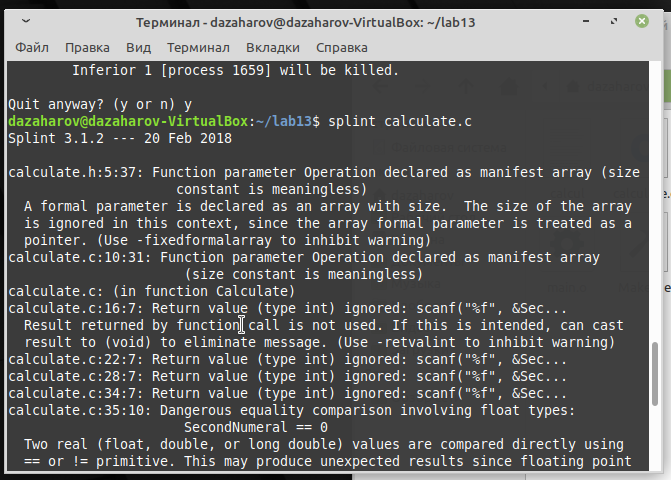 Терминал - dazaharov@dazaharov-VirtualBox: ~/lab13
Файл Правка Вид Терминал Вкладки Справка
Inferior 1 [process 1659] will be killed.
Quit anyway? (y or n) y
dazaharov@dazaharov-VirtualBox:~/lab13$ splint calculate.c
Splint 3.1.2 --- 20 Feb 2018
calculate.h:5:37: Function parameter Operation declared as manifest array (size
constant is meaningless)
A formal parameter is declared as an array with size.  The size of the array
is ignored in this context, since the array formal parameter is treated as a
pointer. (Use -fixedformalarray to inhibit warning)
calculate.c:10:31: Function parameter Operation declared as manifest array
(size constant is meaningless)
calculate.c: (in function Calculate)
calculate.c:16:7: Return value (type int) ignored: scanf("%f", &Sec...
Result returned by function call is not used. If this is intended, can cast
result to (void) to eliminate message. (Use -retvalint to inhibit warning)
calculate.c:22:7: Return value (type int) ignored: scanf("%f", &Sec...
calculate.c:28:7: Return value (type int) ignored: scanf("%f", &Sec...
calculate.c:34:7: Return value (type int) ignored: scanf("%f", &Sec...
calculate.c:35:10: Dangerous equality comparison involving float types:
SecondNumeral == 0
Two real (float, double, or long double) values are compared directly using
== or != primitive. This may produce unexpected results since floating point